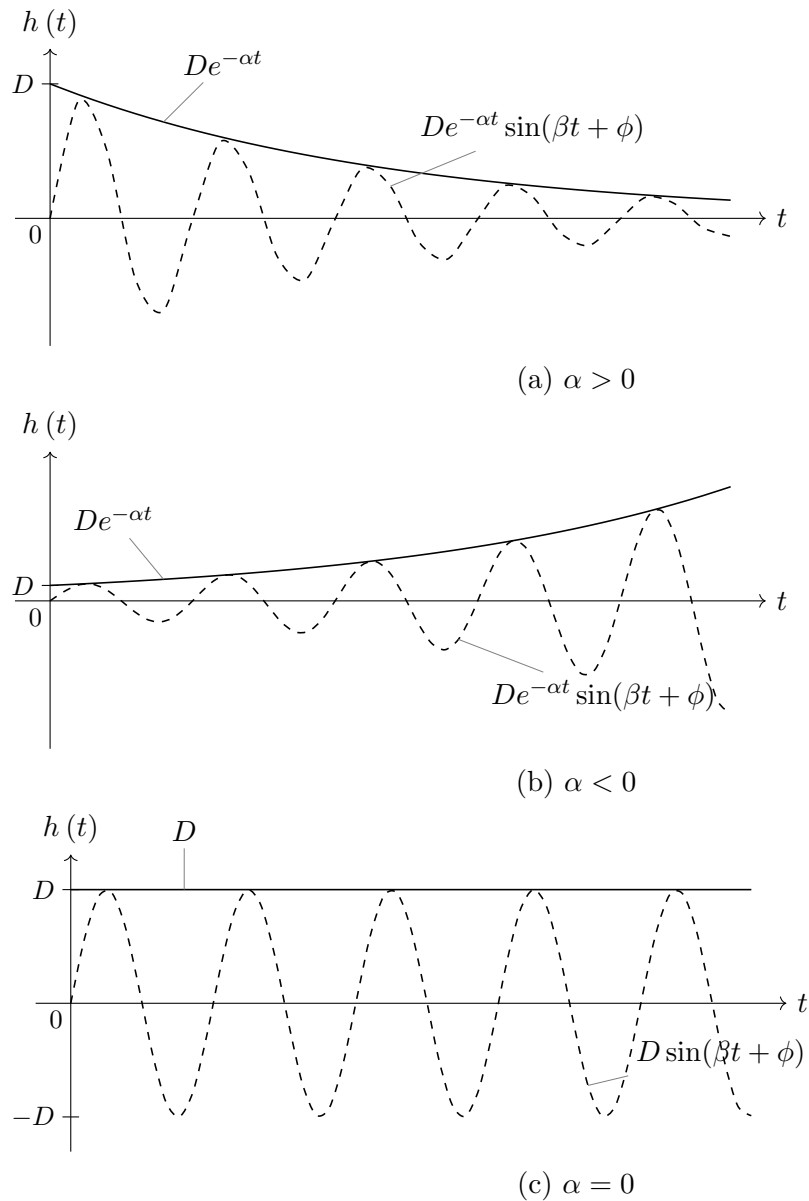 h (t)
D
De^{-αt}
De^{-αt} sin(βt + ϕ)
0
t
(a) α > 0
h (t)
De^{-αt}
D
0
t
De^{-αt} sin(βt + ϕ)
(b) α < 0
h (t)
D
D
0
t
D sin(βt + ϕ)
−D
(c) α = 0